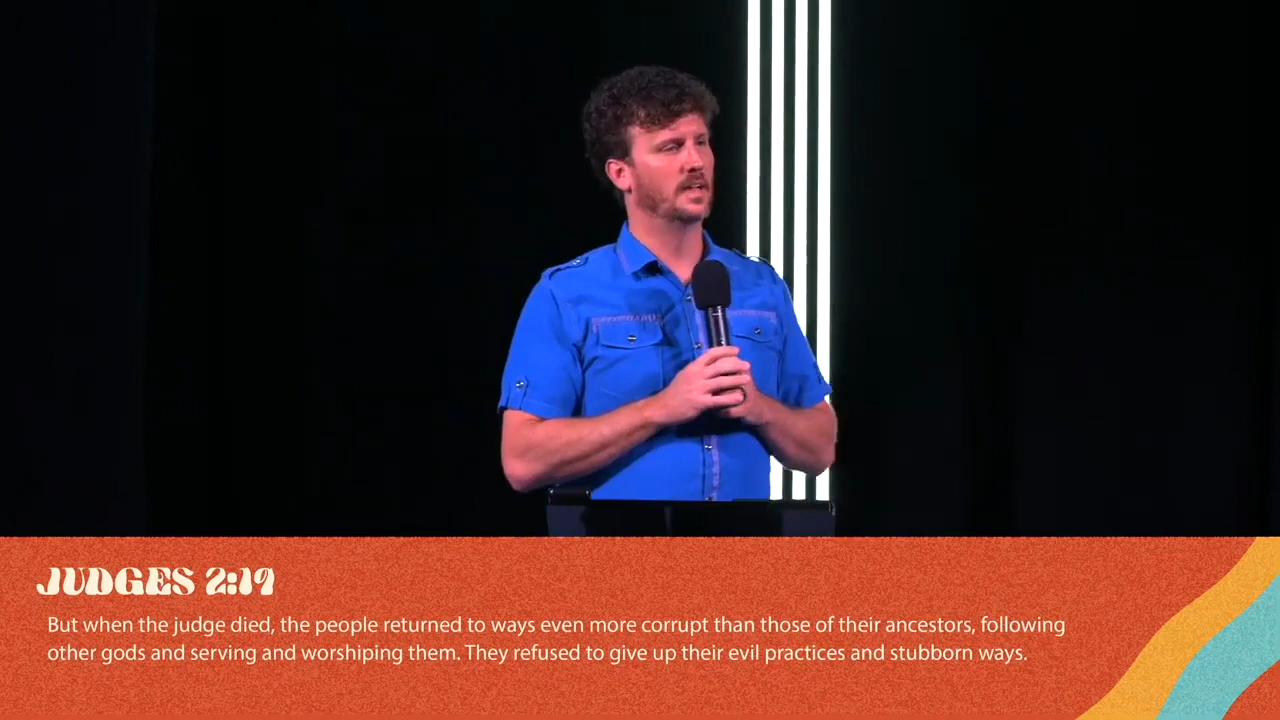 JUDGES 2:19
But when the judge died, the people returned to ways even more corrupt than those of their ancestors, following
other gods and serving and worshiping them. They refused to give up their evil practices and stubborn ways.